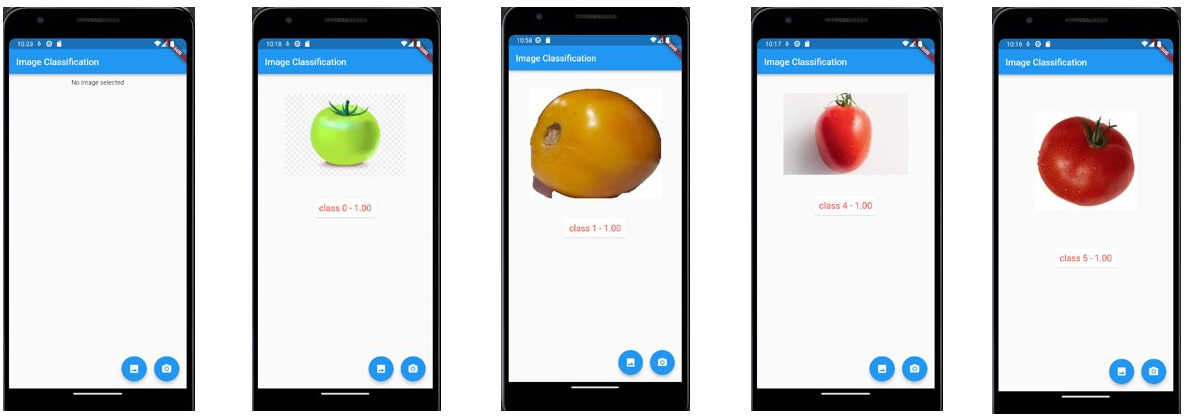 10:23
Image Classification
No image selected
10:18
Image Classification
class 0 - 1.00
10:58
Image Classification
class 1 - 1.00
10:17
Image Classification
class 4 - 1.00
10:16
Image Classification
class 5 - 1.00